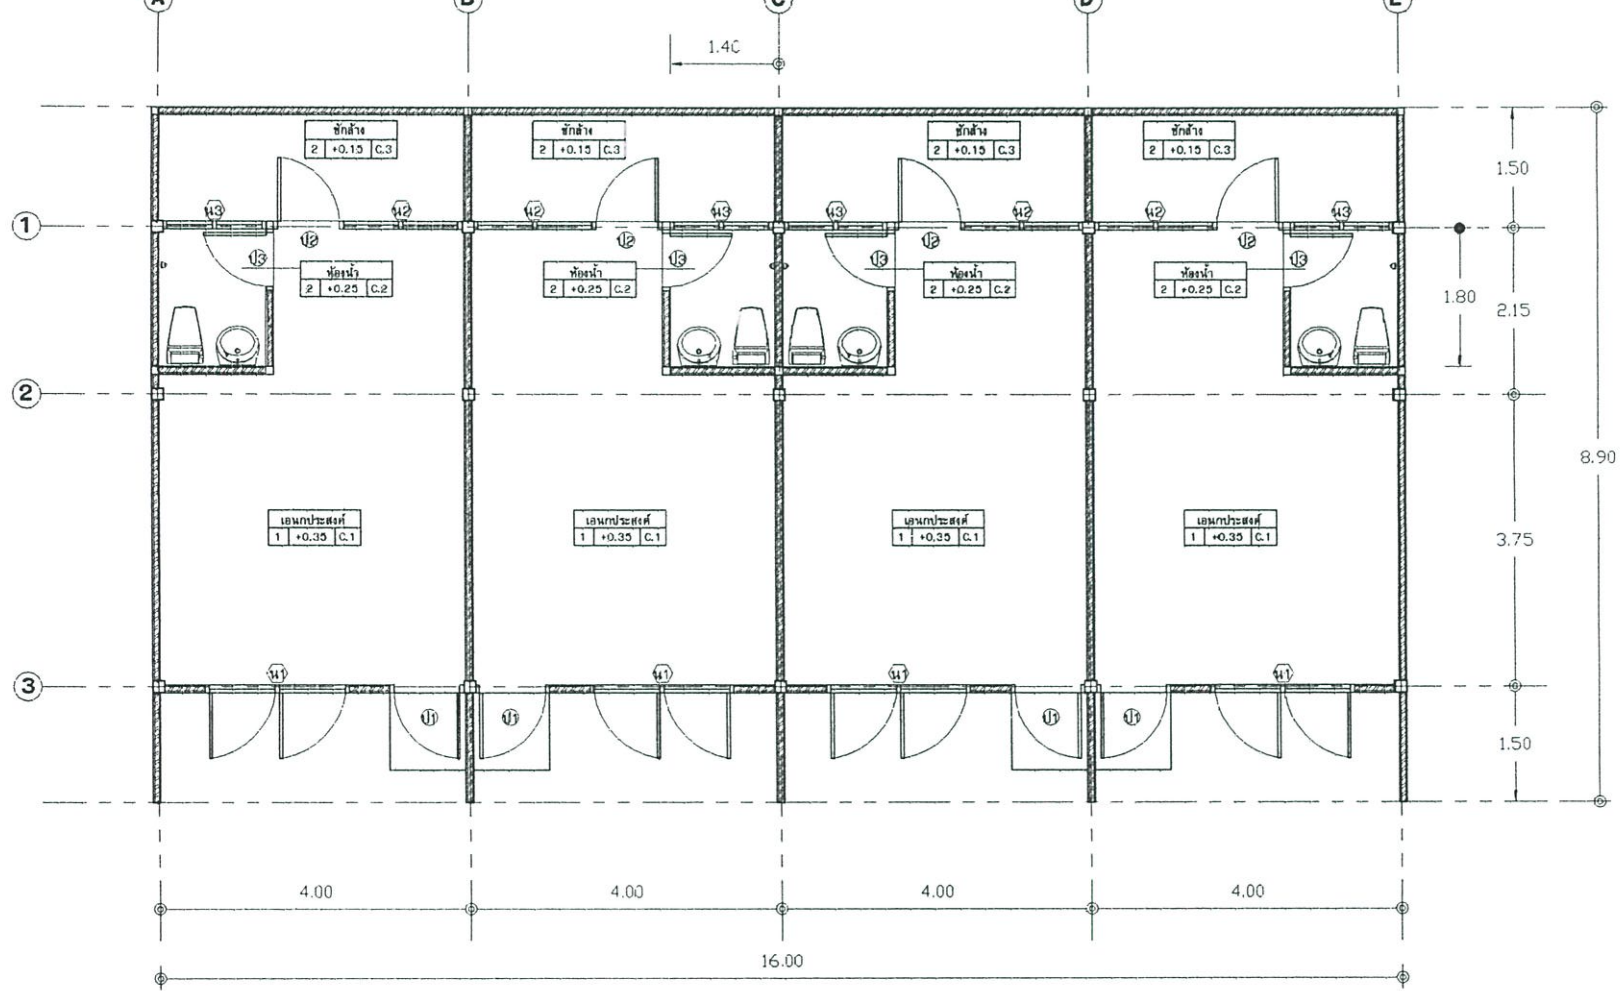 A B C D E
1.40
ซักล้าง ซักล้าง ซักล้าง ซักล้าง
2 +0.15 C.3 2 +0.15 C.3 2 +0.15 C.3 2 +0.15 C.3
1.50
น3 น2 น2 น3 น3 น2 น2 น3
1
ป2 ป2 ป2 ป2
ป3 ป3 ป3 ป3
ห้องน้ำ ห้องน้ำ ห้องน้ำ ห้องน้ำ
2 +0.25 C.2 2 +0.25 C.2 2 +0.25 C.2 2 +0.25 C.2
1.80
2.15
2
8.90
เอนกประสงค์ เอนกประสงค์ เอนกประสงค์ เอนกประสงค์
1 +0.35 C.1 1 +0.35 C.1 1 +0.35 C.1 1 +0.35 C.1
3.75
น1 น1 น1 น1
3
ป1 ป1 ป1 ป1
1.50
4.00 4.00 4.00 4.00
16.00